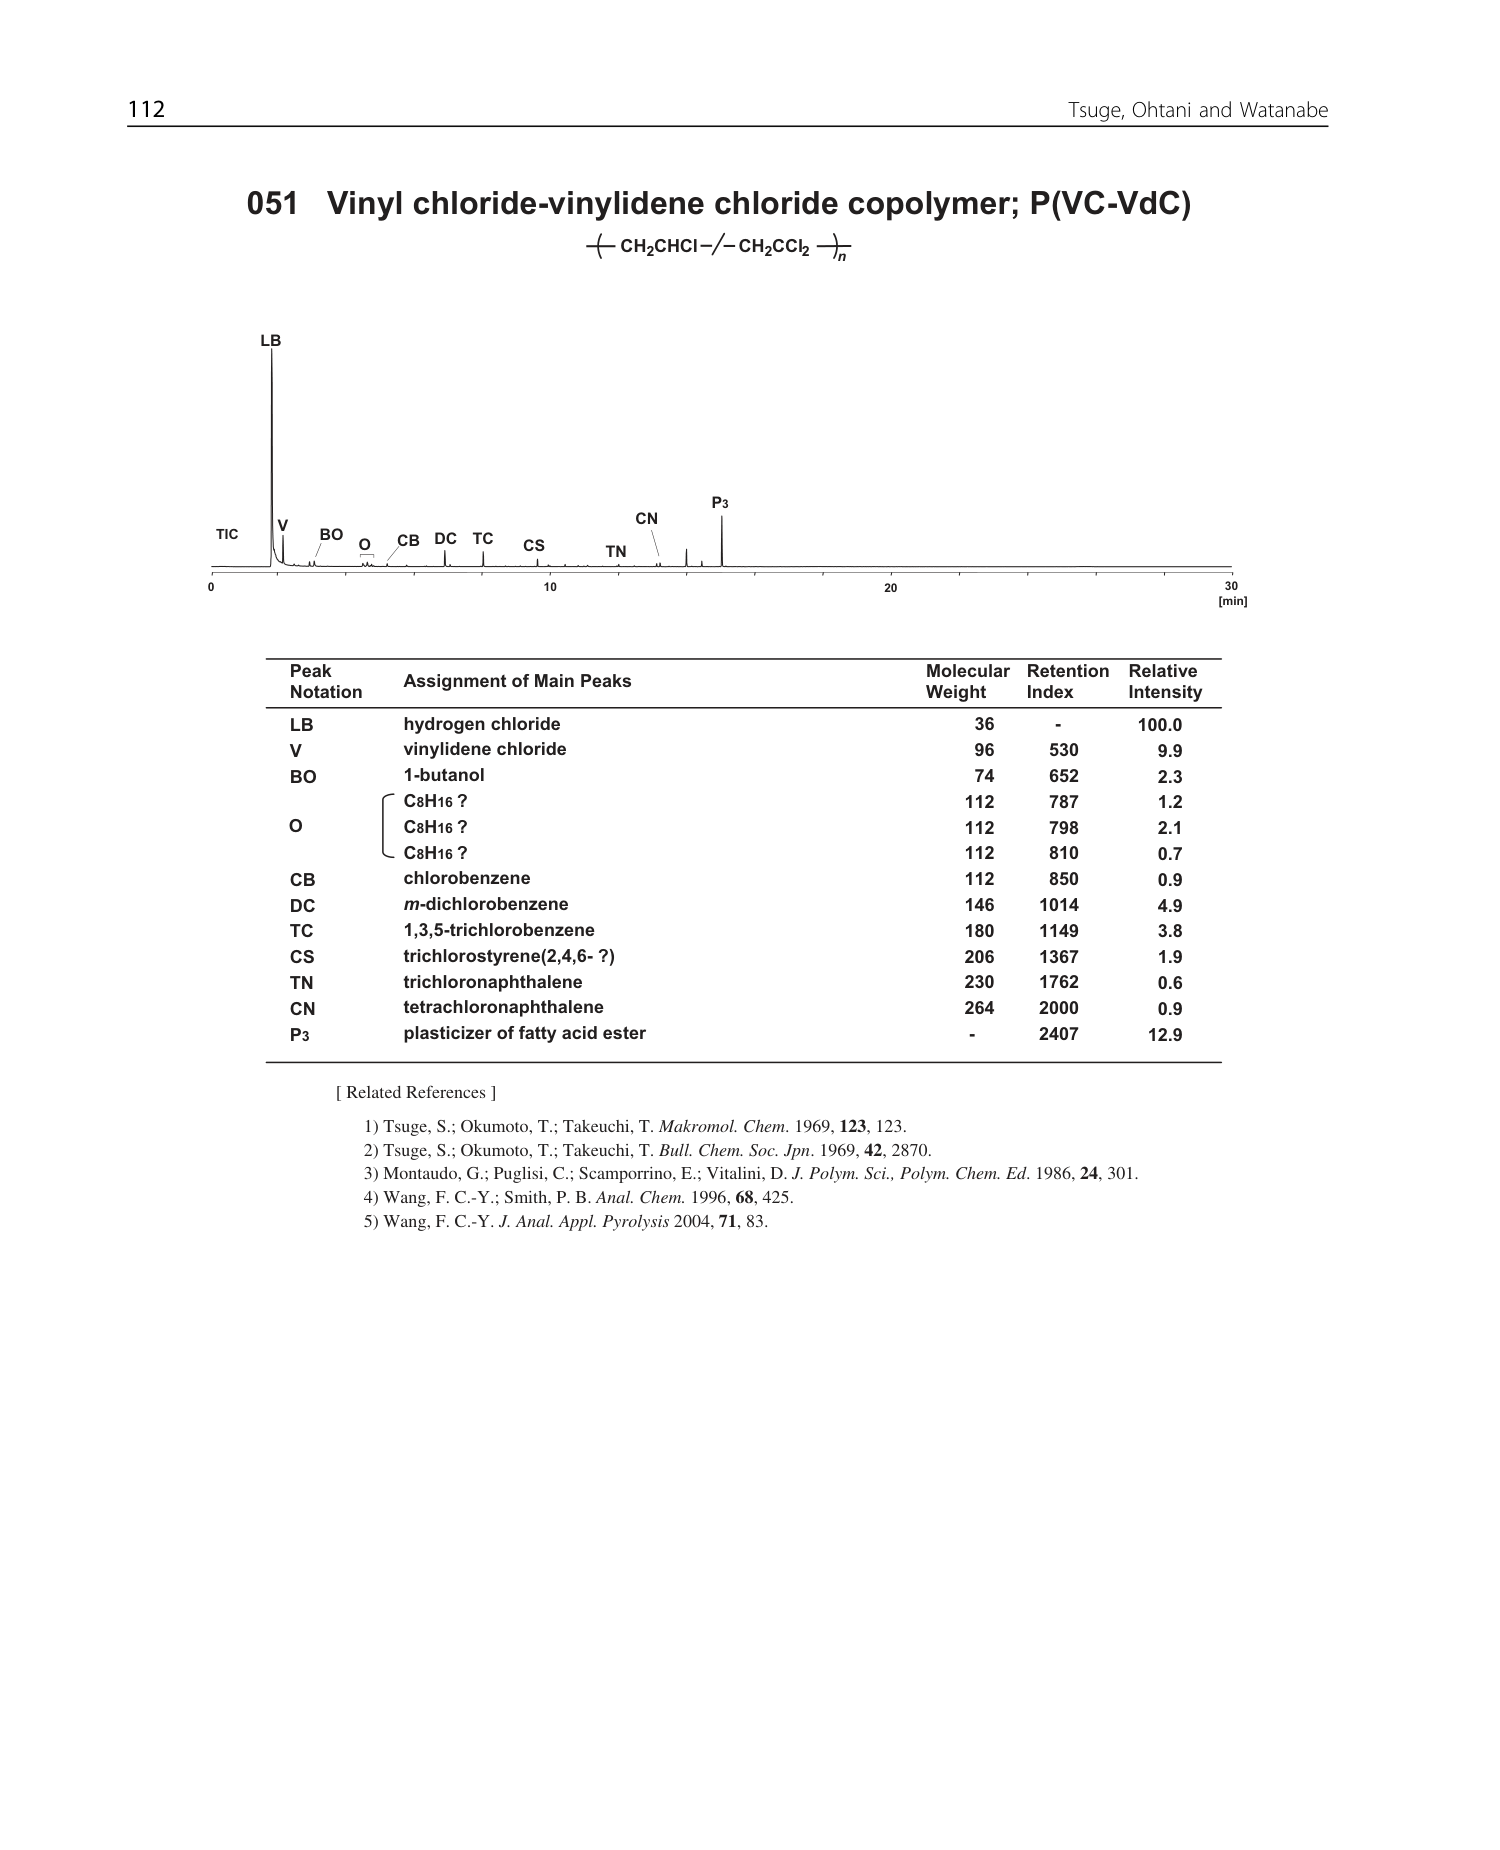 112 Tsuge, Ohtani and Watanabe
051 Vinyl chloride-vinylidene chloride copolymer; P(VC-VdC)
( CH2CHCl / CH2CCl2 )n
LB
P3
CN
V
TIC
BO
O
CB
DC
TC
CS
TN
0 10 20 30
[min]
Peak Notation Assignment of Main Peaks Molecular Weight Retention Index Relative Intensity
LB hydrogen chloride 36 - 100.0
V vinylidene chloride 96 530 9.9
BO 1-butanol 74 652 2.3
C8H16 ? 112 787 1.2
O C8H16 ? 112 798 2.1
C8H16 ? 112 810 0.7
CB chlorobenzene 112 850 0.9
DC m-dichlorobenzene 146 1014 4.9
TC 1,3,5-trichlorobenzene 180 1149 3.8
CS trichlorostyrene(2,4,6- ?) 206 1367 1.9
TN trichloronaphthalene 230 1762 0.6
CN tetrachloronaphthalene 264 2000 0.9
P3 plasticizer of fatty acid ester - 2407 12.9
[ Related References ]
1) Tsuge, S.; Okumoto, T.; Takeuchi, T. Makromol. Chem. 1969, 123, 123.
2) Tsuge, S.; Okumoto, T.; Takeuchi, T. Bull. Chem. Soc. Jpn. 1969, 42, 2870.
3) Montaudo, G.; Puglisi, C.; Scamporrino, E.; Vitalini, D. J. Polym. Sci., Polym. Chem. Ed. 1986, 24, 301.
4) Wang, F. C.-Y.; Smith, P. B. Anal. Chem. 1996, 68, 425.
5) Wang, F. C.-Y. J. Anal. Appl. Pyrolysis 2004, 71, 83.